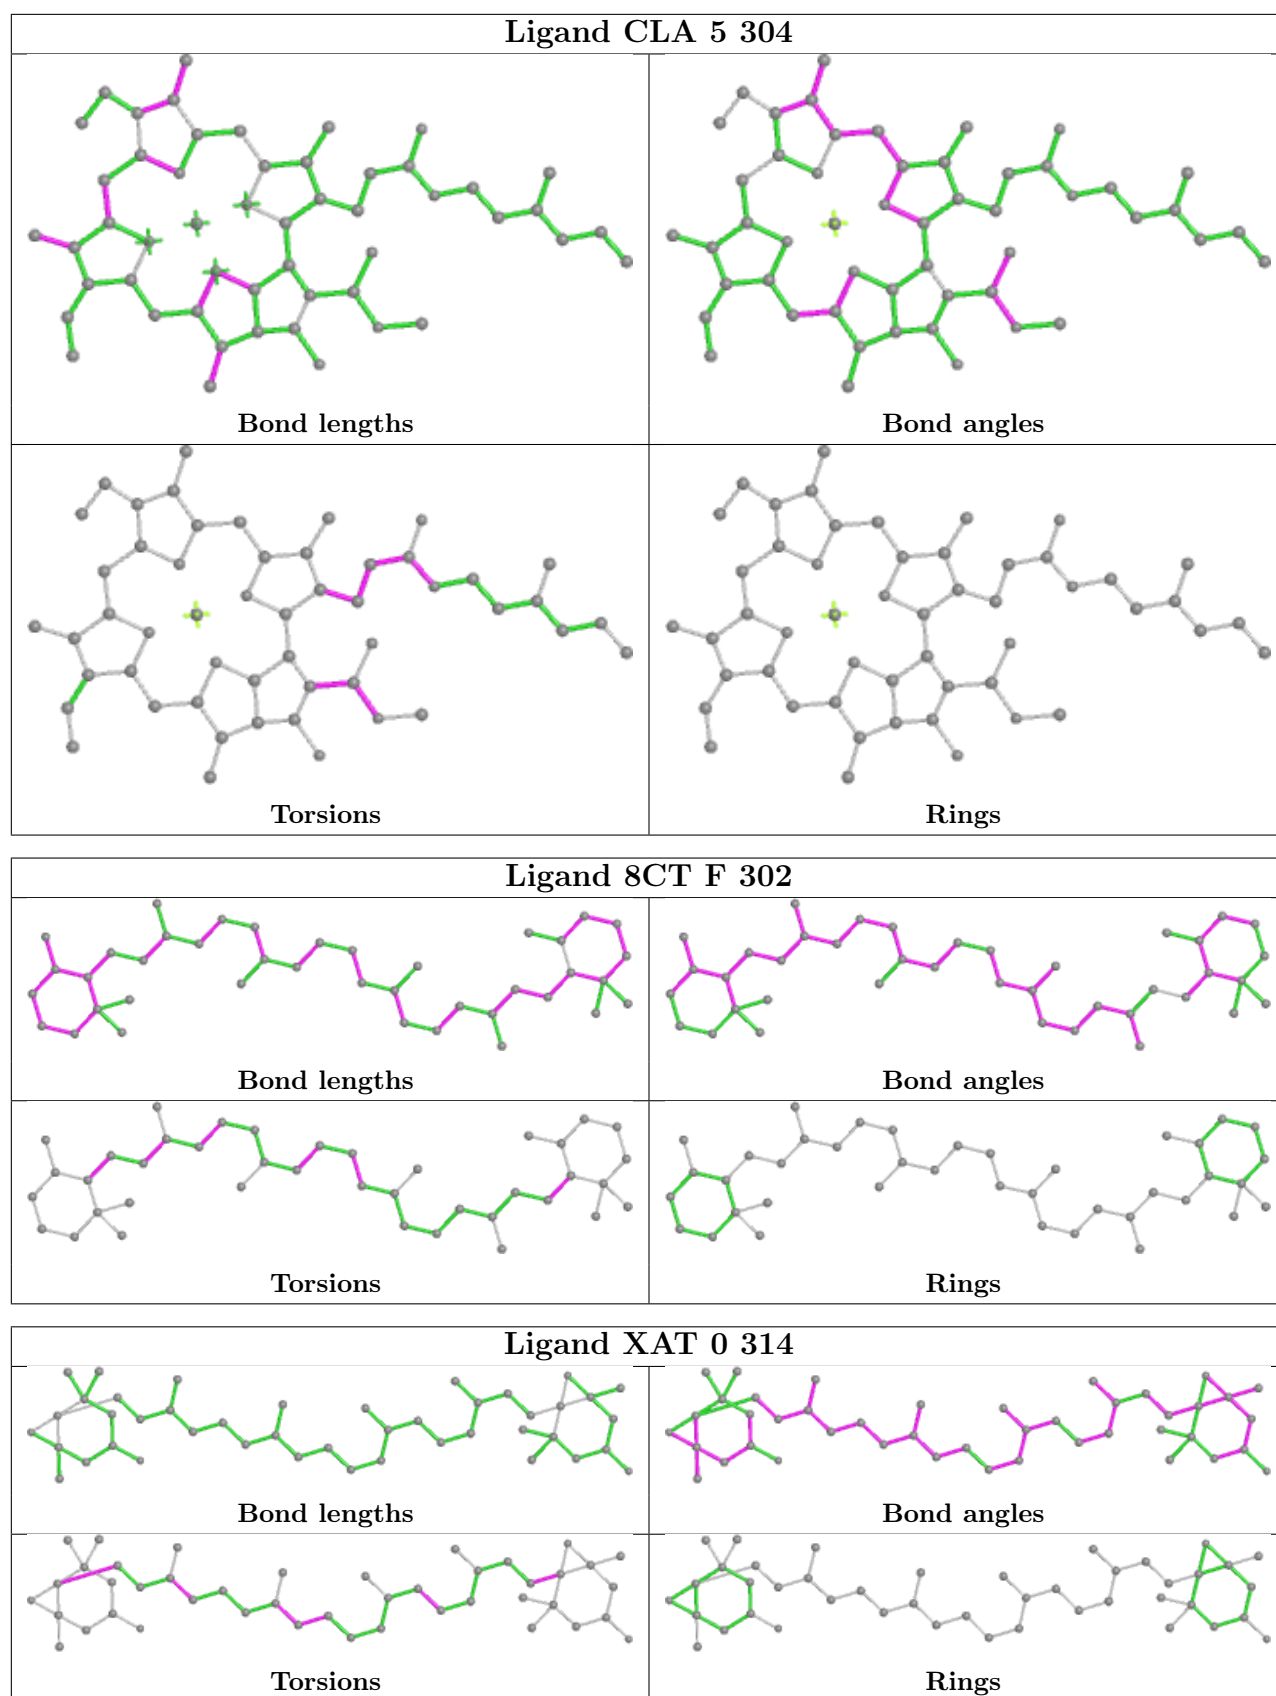 Ligand CLA 5 304
Bond lengths
Bond angles
Torsions
Rings
Ligand 8CT F 302
Bond lengths
Bond angles
Torsions
Rings
Ligand XAT 0 314
Bond lengths
Bond angles
Torsions
Rings